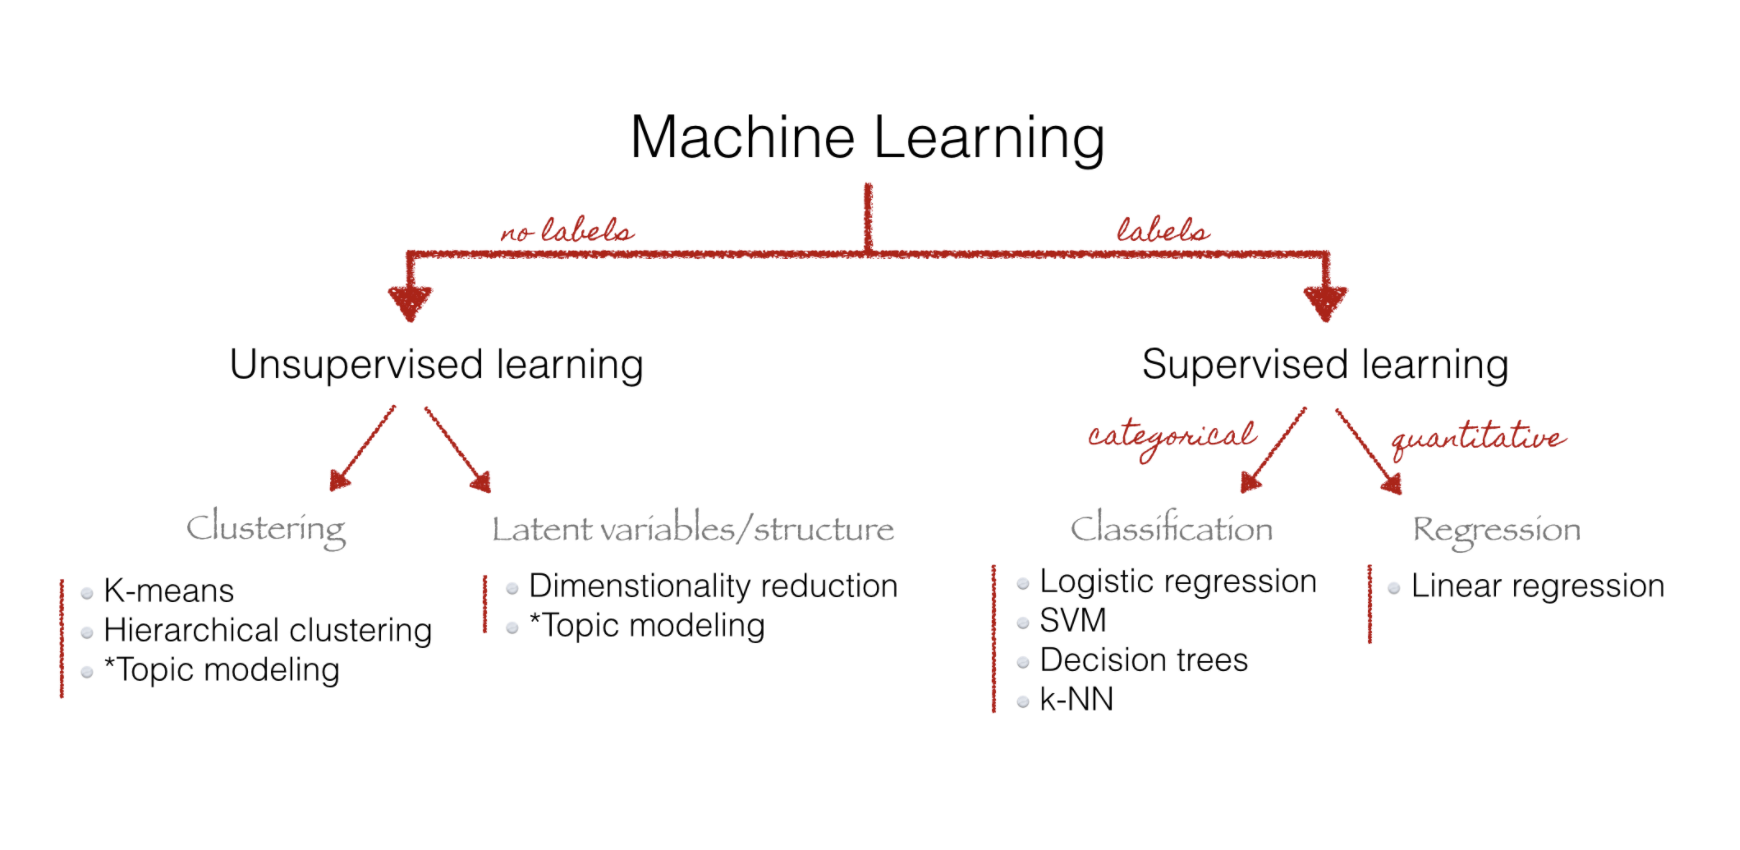 Machine Learning
no labels
labels
Unsupervised learning
Supervised learning
categorical
quantitative
Clustering
Latent variables/structure
Classification
Regression
K-means
Hierarchical clustering
*Topic modeling
Dimenstionality reduction
*Topic modeling
Logistic regression
SVM
Decision trees
k-NN
Linear regression